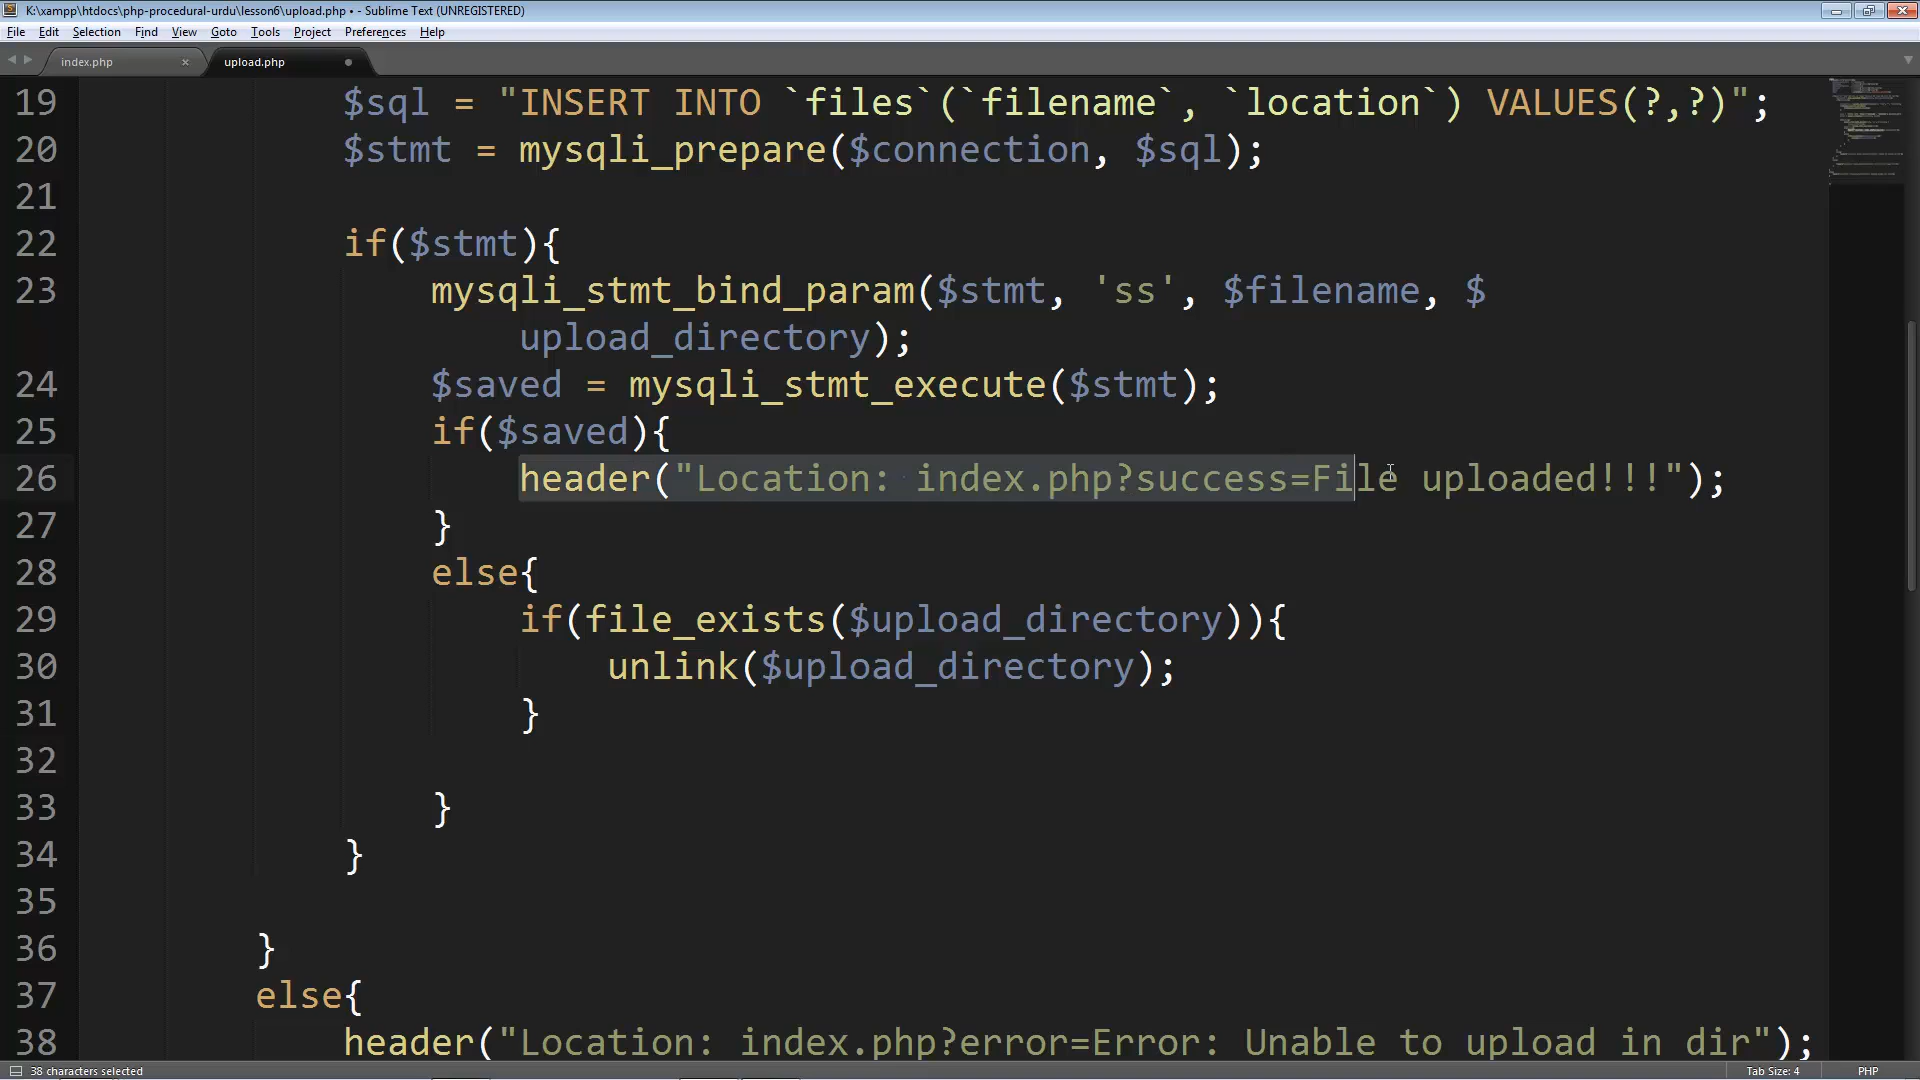 K:\xampp\htdocs\php-procedural-urdu\lesson6\upload.php • - Sublime Text (UNREGISTERED)
File Edit Selection Find View Goto Tools Project Preferences Help
index.php × upload.php
19 $sql = "INSERT INTO `files`(`filename`, `location`) VALUES(?,?)";
20 $stmt = mysqli_prepare($connection, $sql);
21
22 if($stmt){
23 mysqli_stmt_bind_param($stmt, 'ss', $filename, $
upload_directory);
24 $saved = mysqli_stmt_execute($stmt);
25 if($saved){
26 header("Location: index.php?success=File uploaded!!!");
27 }
28 else{
29 if(file_exists($upload_directory)){
30 unlink($upload_directory);
31 }
32
33 }
34 }
35
36 }
37 else{
38 header("Location: index.php?error=Error: Unable to upload in dir");
38 characters selected Tab Size: 4 PHP